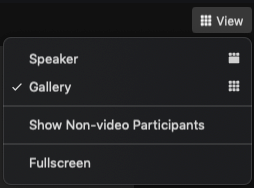 View
Speaker
Gallery
Show Non-video Participants
Fullscreen